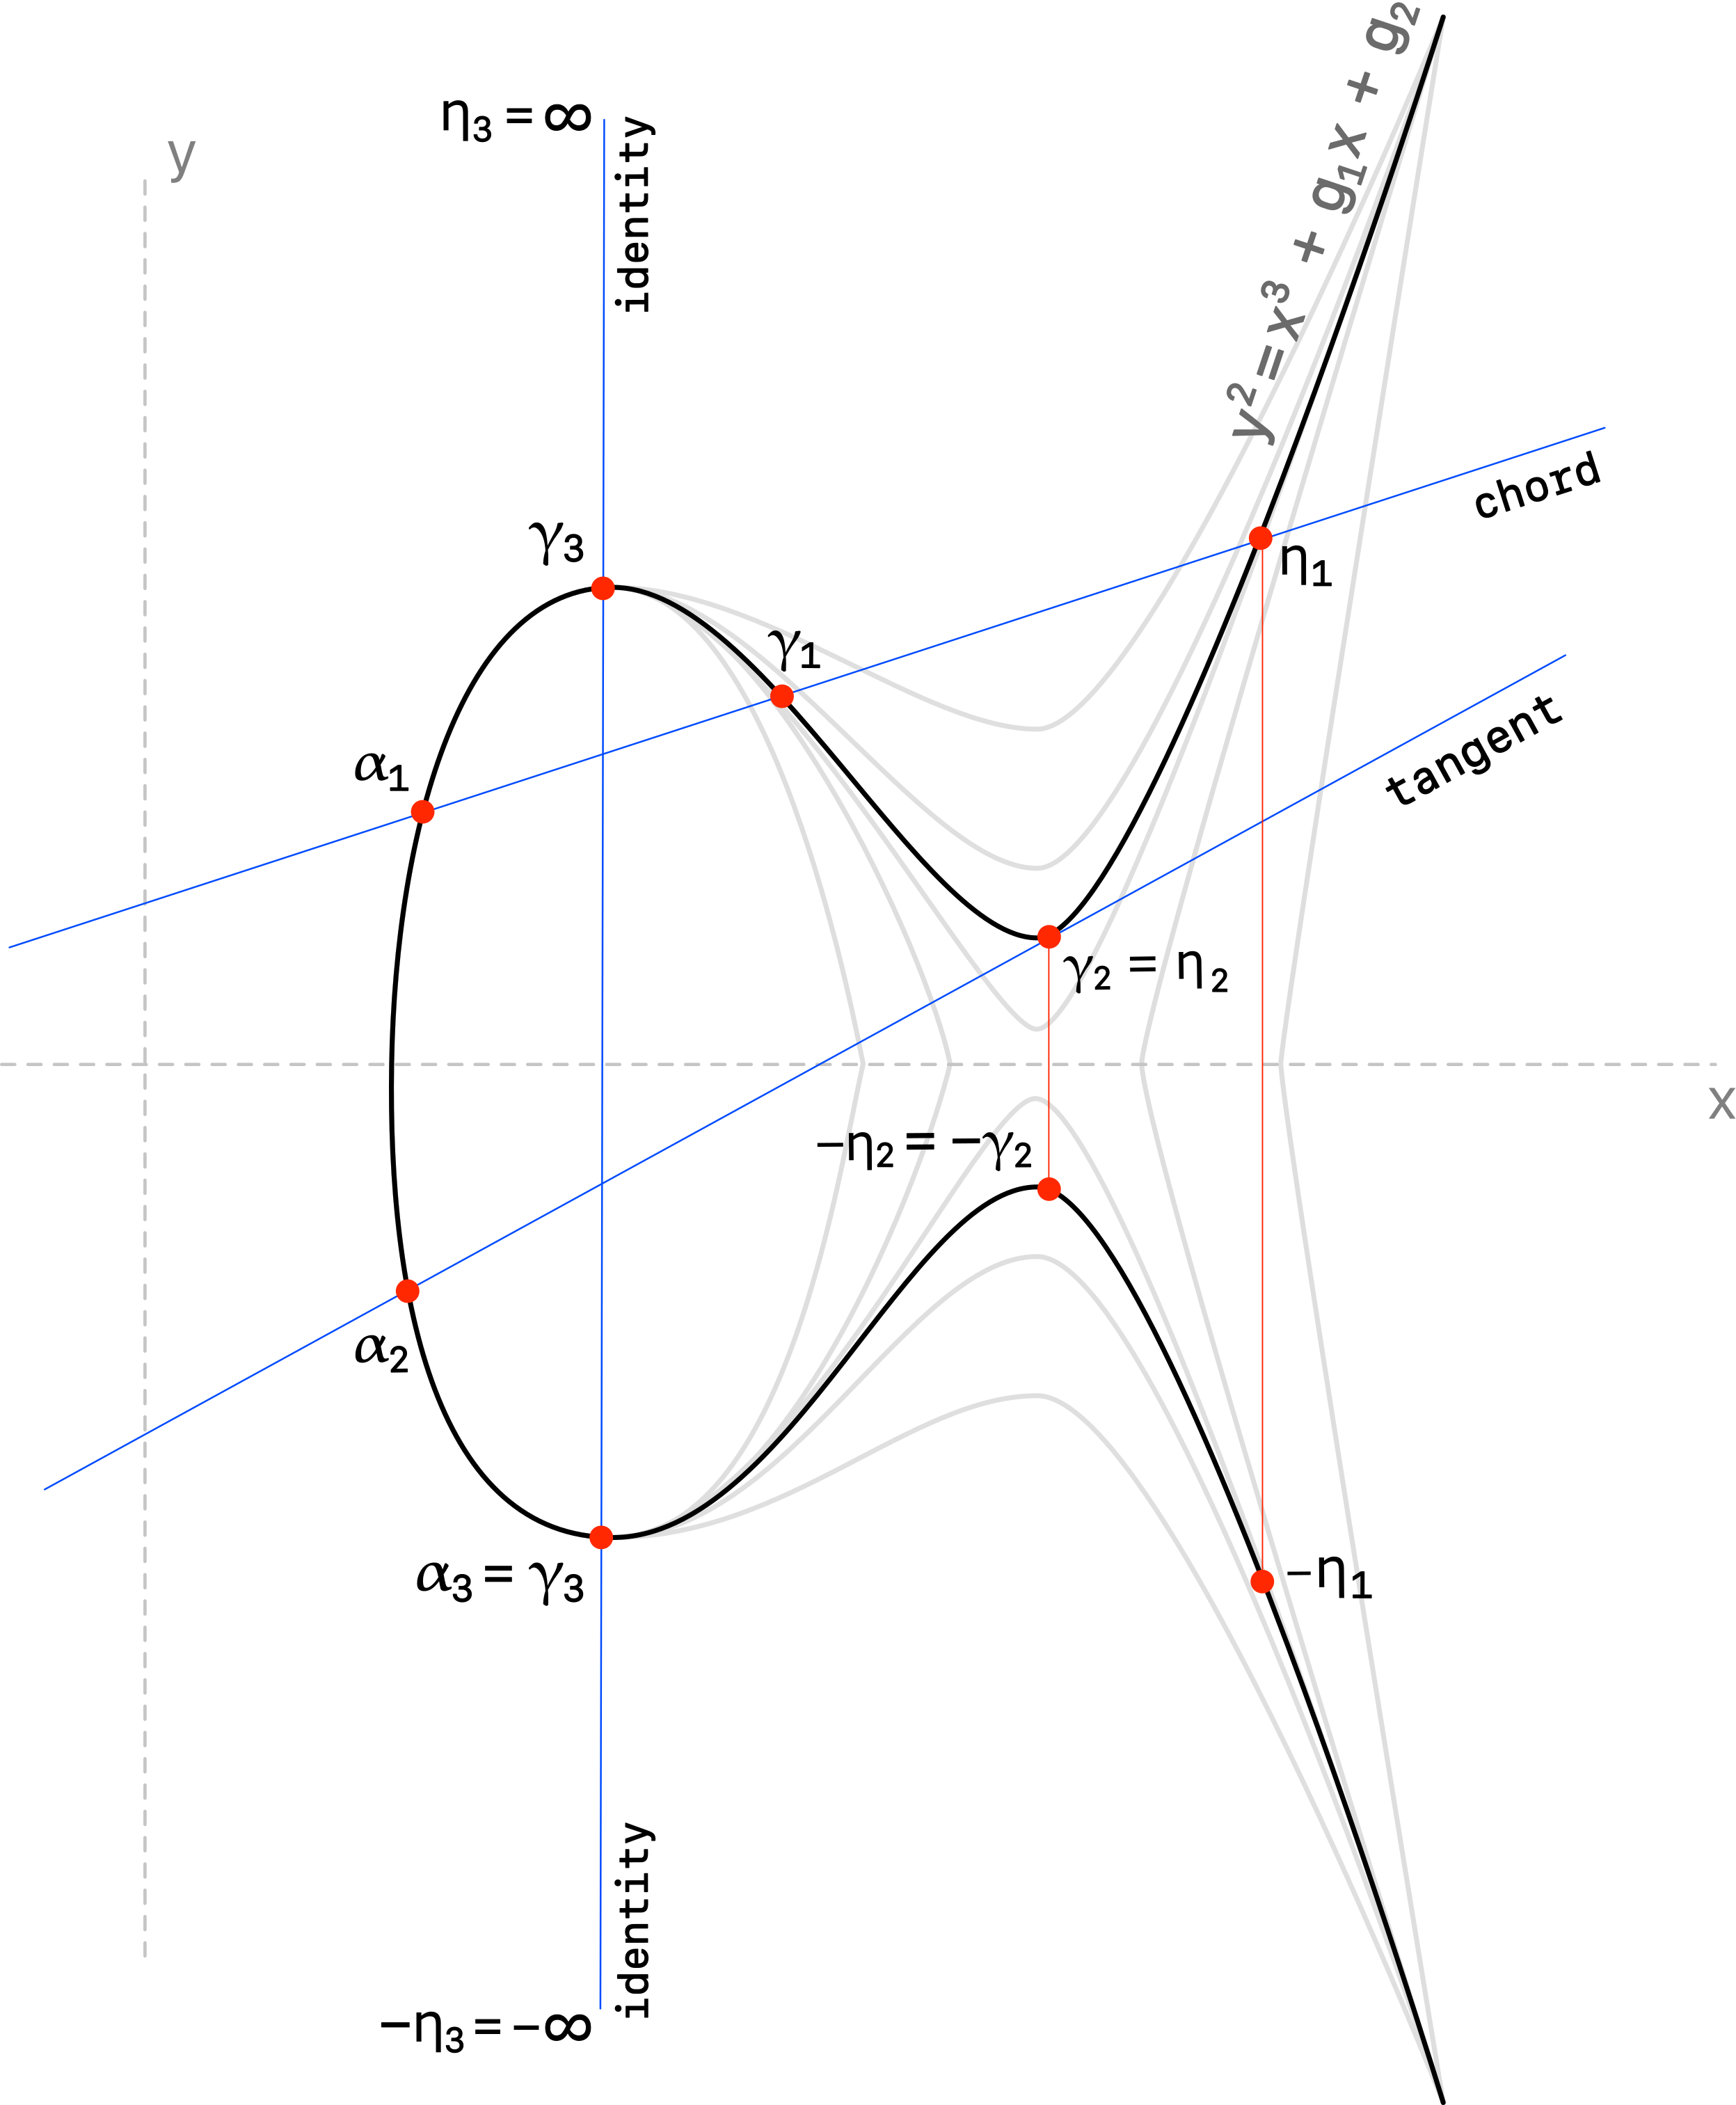 η₃ = ∞
identity
y
y² = x³ + g₁x + g₂
chord
γ₃
η₁
γ₁
tangent
α₁
γ₂ = η₂
x
−η₂ = −γ₂
α₂
α₃ = γ₃
−η₁
identity
−η₃ = −∞